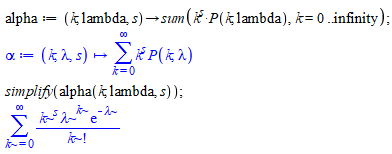 alpha := (k, lambda, s) → sum(k^s · P(k, lambda), k = 0 ..infinity);
α := (k, λ, s) ↦ ∑_{k=0}^{∞} k^s P(k, λ)
simplify(alpha(k, lambda, s));
∑_{k~=0}^{∞} k~^s λ~^{k~} e^{-λ~} / k~!